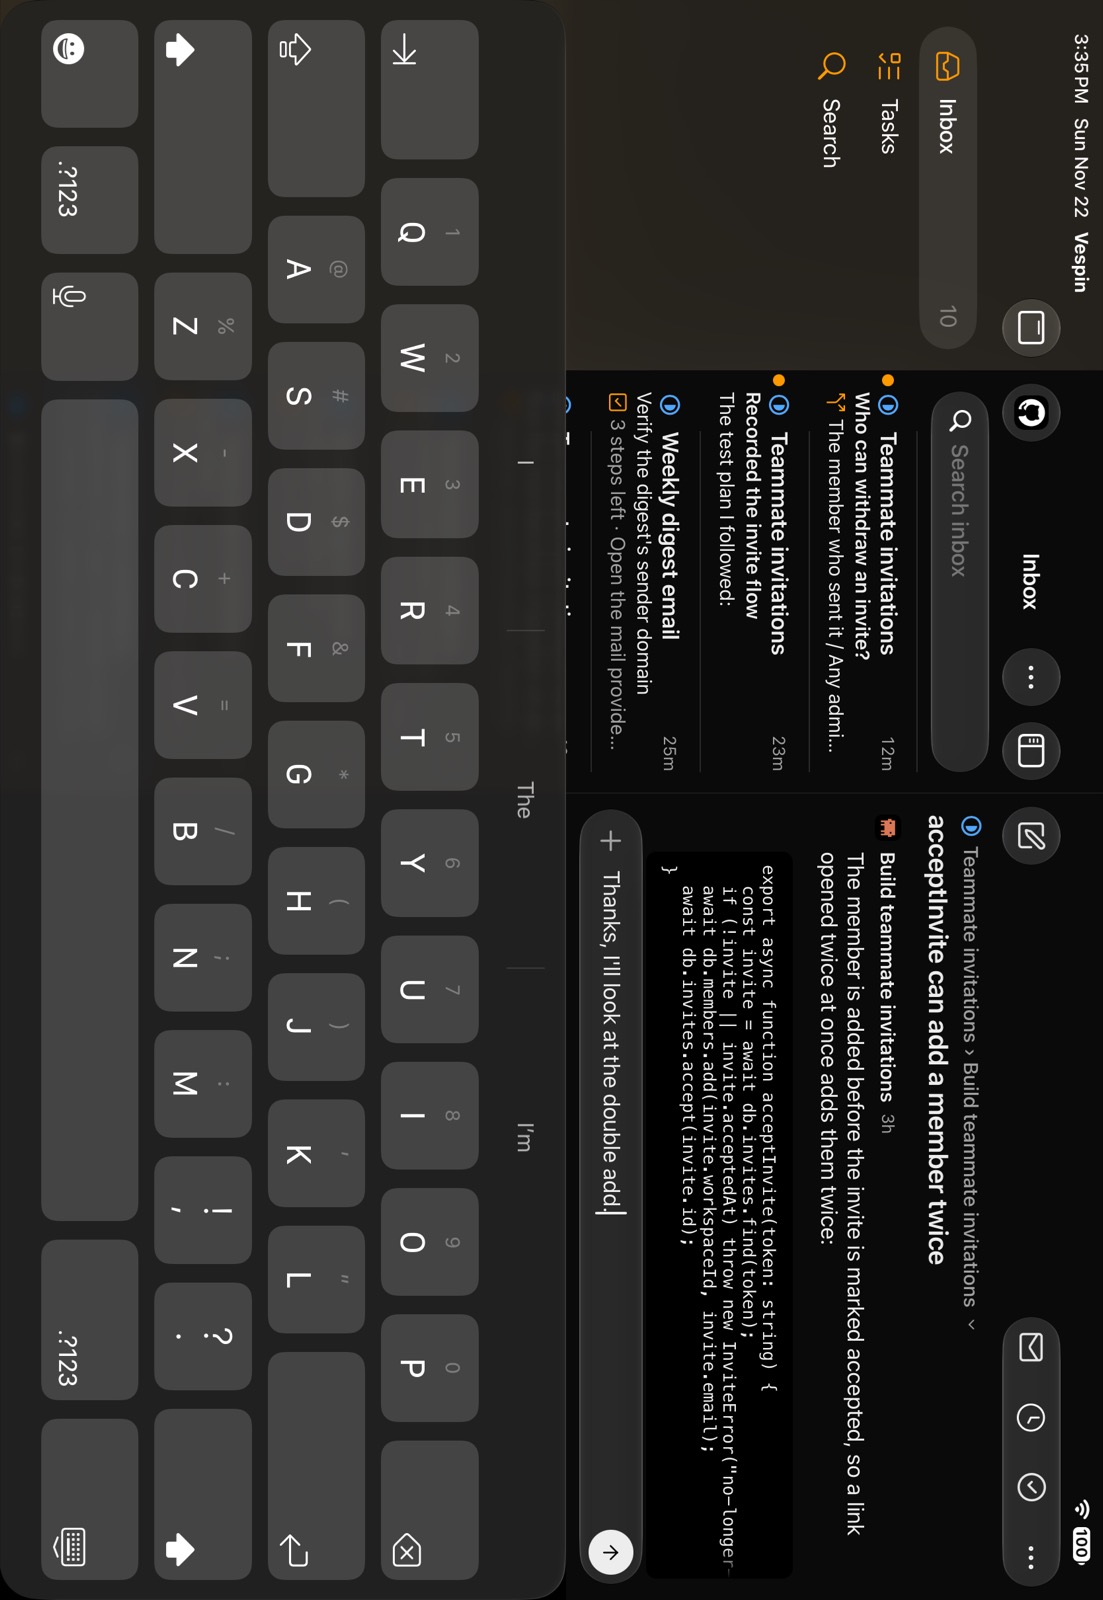 3:35 PM Sun Nov 22 Vespin
100
Inbox 10
Tasks
Search
Inbox
Search inbox
Teammate invitations 12m
Who can withdraw an invite?
The member who sent it / Any admi...
Teammate invitations 23m
Recorded the invite flow
The test plan I followed:
Weekly digest email 25m
Verify the digest's sender domain
3 steps left · Open the mail provide...
Teammate invitations › Build teammate invitations
acceptInvite can add a member twice
Build teammate invitations 3h
The member is added before the invite is marked accepted, so a link
opened twice at once adds them twice:
export async function acceptInvite(token: string) {
const invite = await db.invites.find(token);
if (!invite || invite.acceptedAt) throw new InviteError("no-longer-
await db.members.add(invite.workspaceId, invite.email);
await db.invites.accept(invite.id);
}
Thanks, I'll look at the double add.
I The I'm
1 2 3 4 5 6 7 8 9 0
Q W E R T Y U I O P
@ # $ & * ( ) ' "
A S D F G H J K L
% - + = / ; : ! ?
Z X C V B N M , .
.?123 .?123